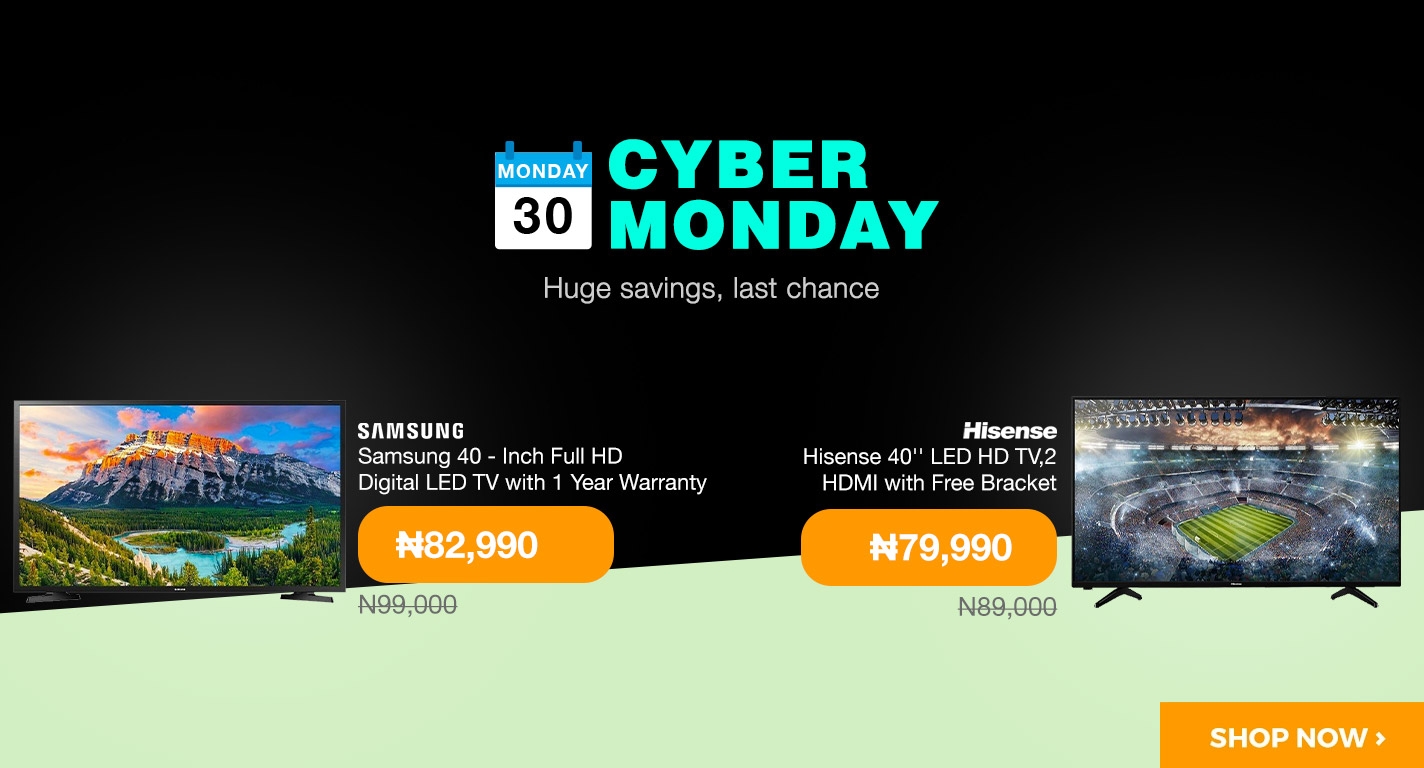 MONDAY
30
CYBER
MONDAY
Huge savings, last chance
SAMSUNG
Samsung 40 - Inch Full HD
Digital LED TV with 1 Year Warranty
₦82,990
N99,000
Hisense
Hisense 40'' LED HD TV,2
HDMI with Free Bracket
₦79,990
N89,000
SHOP NOW ›